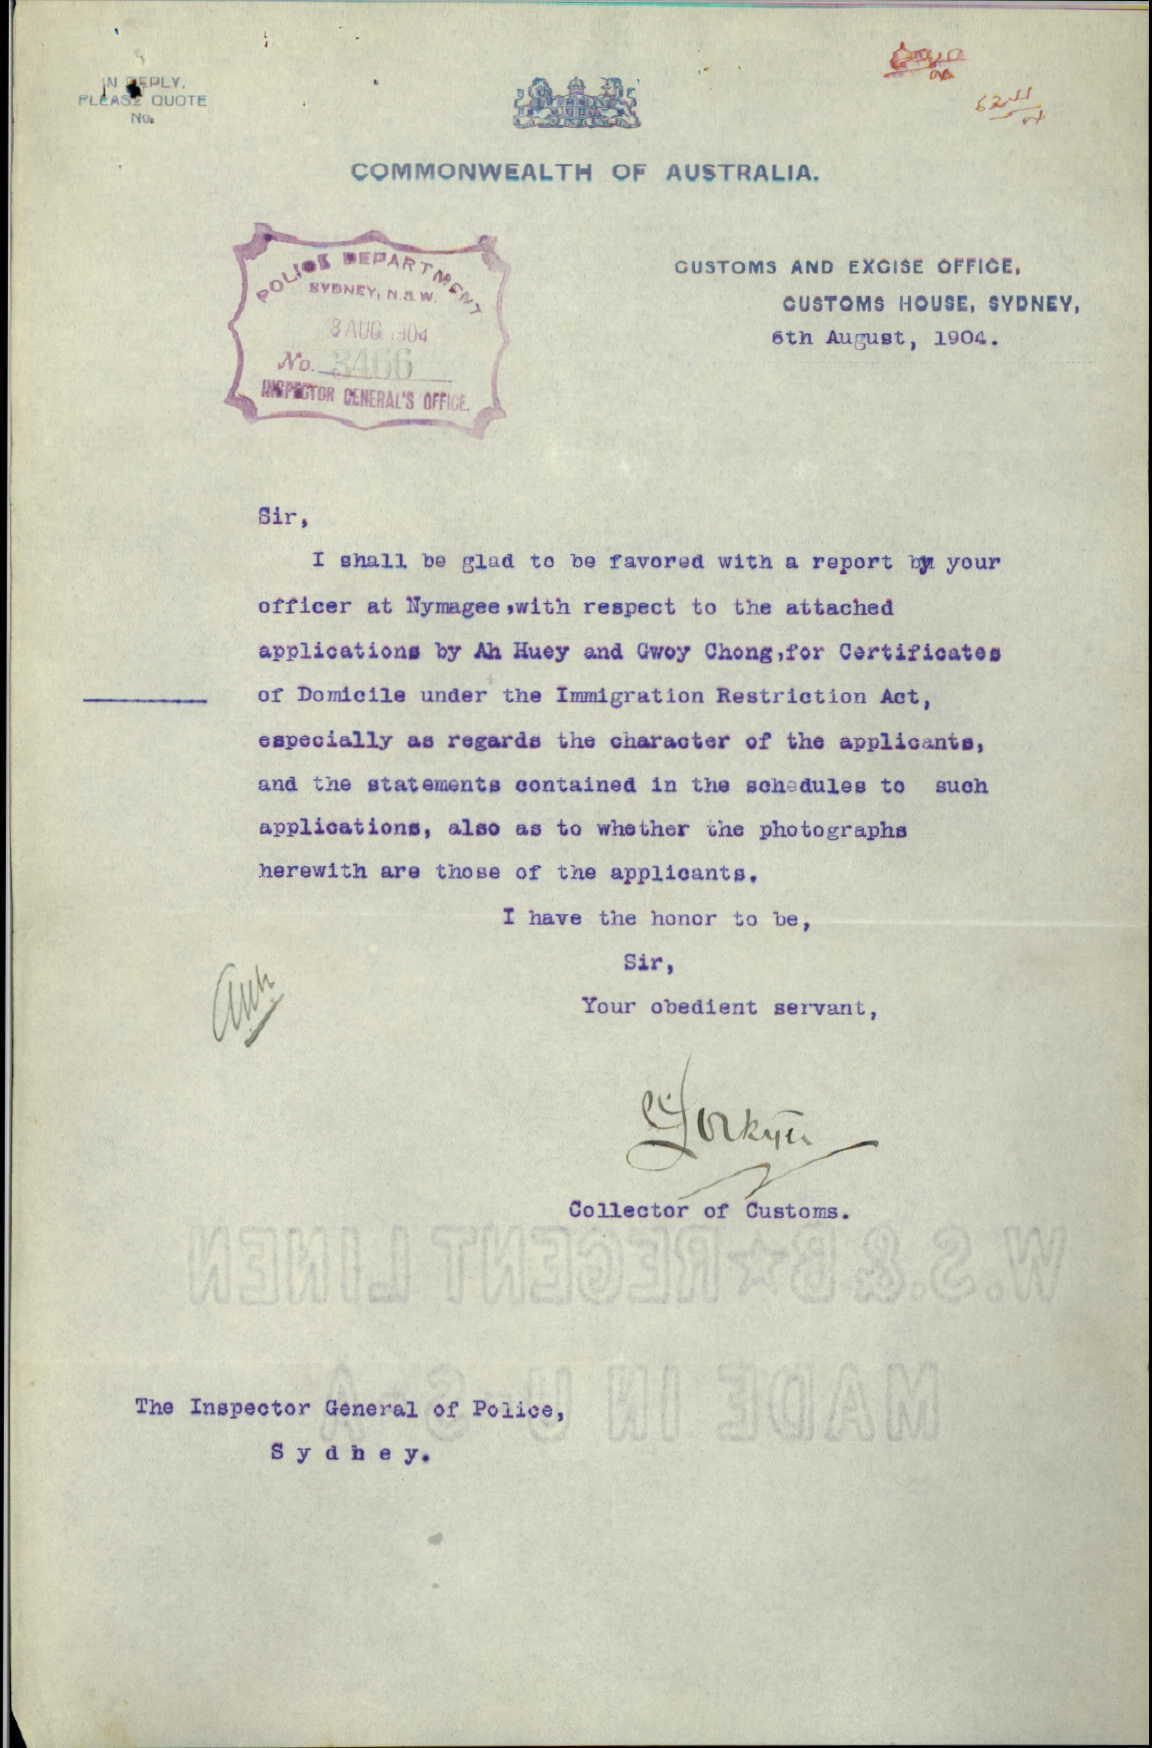 IN REPLY,
PLEASE QUOTE
No.
COMMONWEALTH OF AUSTRALIA.
POLICE DEPARTMENT
SYDNEY, N.S.W.
8 AUG 1904
No. 3466
INSPECTOR GENERAL'S OFFICE.
CUSTOMS AND EXCISE OFFICE,
CUSTOMS HOUSE, SYDNEY,
6th August, 1904.
Sir,
I shall be glad to be favored with a report by your
officer at Nymagee,with respect to the attached
applications by Ah Huey and Gwoy Chong,for Certificates
of Domicile under the Immigration Restriction Act,
especially as regards the character of the applicants,
and the statements contained in the schedules to such
applications, also as to whether the photographs
herewith are those of the applicants.
I have the honor to be,
Sir,
Your obedient servant,
Collector of Customs.
W.S.&B★REGENT LINEN
MADE IN U-S-A
The Inspector General of Police,
Sydney.